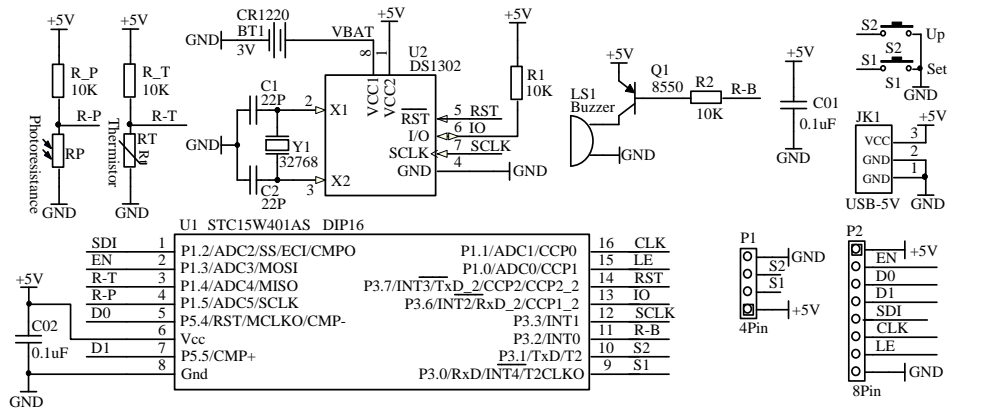 +5V
R_P
10K
R-P
RP
Photoresistance
GND
+5V
R_T
10K
R-T
RT
Rt
Thermistor
GND
CR1220
GND
BT1
3V
VBAT
8
+5V
1
U2
DS1302
VCC1
VCC2
C1
22P
2
X1
GND
Y1
32768
X2
3
C2
22P
RST
5
RST
I/O
6
IO
SCLK
7
SCLK
GND
4
GND
+5V
R1
10K
+5V
Q1
8550
LS1
Buzzer
R2
10K
R-B
GND
+5V
C01
0.1uF
GND
S2
S2
Up
S1
S1
Set
GND
JK1
+5V
VCC
3
GND
2
GND
1
USB-5V
GND
U1 STC15W401AS DIP16
SDI 1 P1.2/ADC2/SS/ECI/CMPO
EN 2 P1.3/ADC3/MOSI
R-T 3 P1.4/ADC4/MISO
R-P 4 P1.5/ADC5/SCLK
D0 5 P5.4/RST/MCLKO/CMP-
6 Vcc
D1 7 P5.5/CMP+
8 Gnd
P1.1/ADC1/CCP0 16 CLK
P1.0/ADC0/CCP1 15 LE
P3.7/INT3/TxD_2/CCP2/CCP2_2 14 RST
P3.6/INT2/RxD_2/CCP1_2 13 IO
P3.3/INT1 12 SCLK
P3.2/INT0 11 R-B
P3.1/TxD/T2 10 S2
P3.0/RxD/INT4/T2CLKO 9 S1
+5V
C02
0.1uF
GND
P1
GND
S2
S1
+5V
4Pin
P2
+5V
EN
D0
D1
SDI
CLK
LE
GND
8Pin